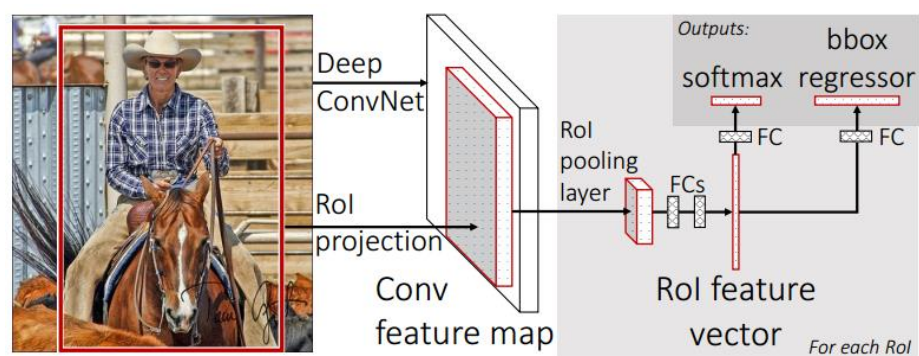 Deep
ConvNet
RoI
projection
Conv
feature map
RoI
pooling
layer
FCs
Outputs:
softmax
bbox
regressor
FC
FC
RoI feature
vector
For each RoI